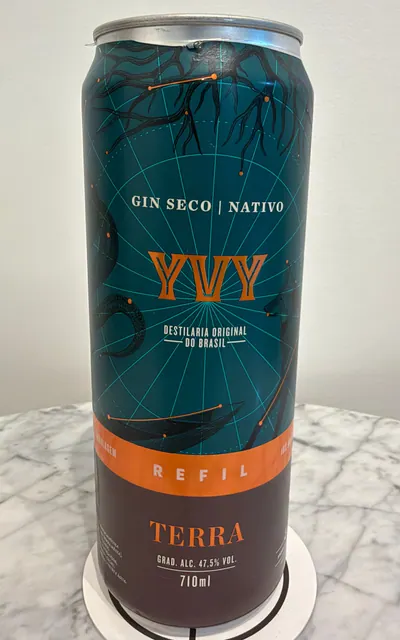 GIN SECO | NATIVO
YVY
DESTILARIA ORIGINAL
DO BRASIL
REFIL
TERRA
GRAD. ALC. 47,5% VOL.
710ml